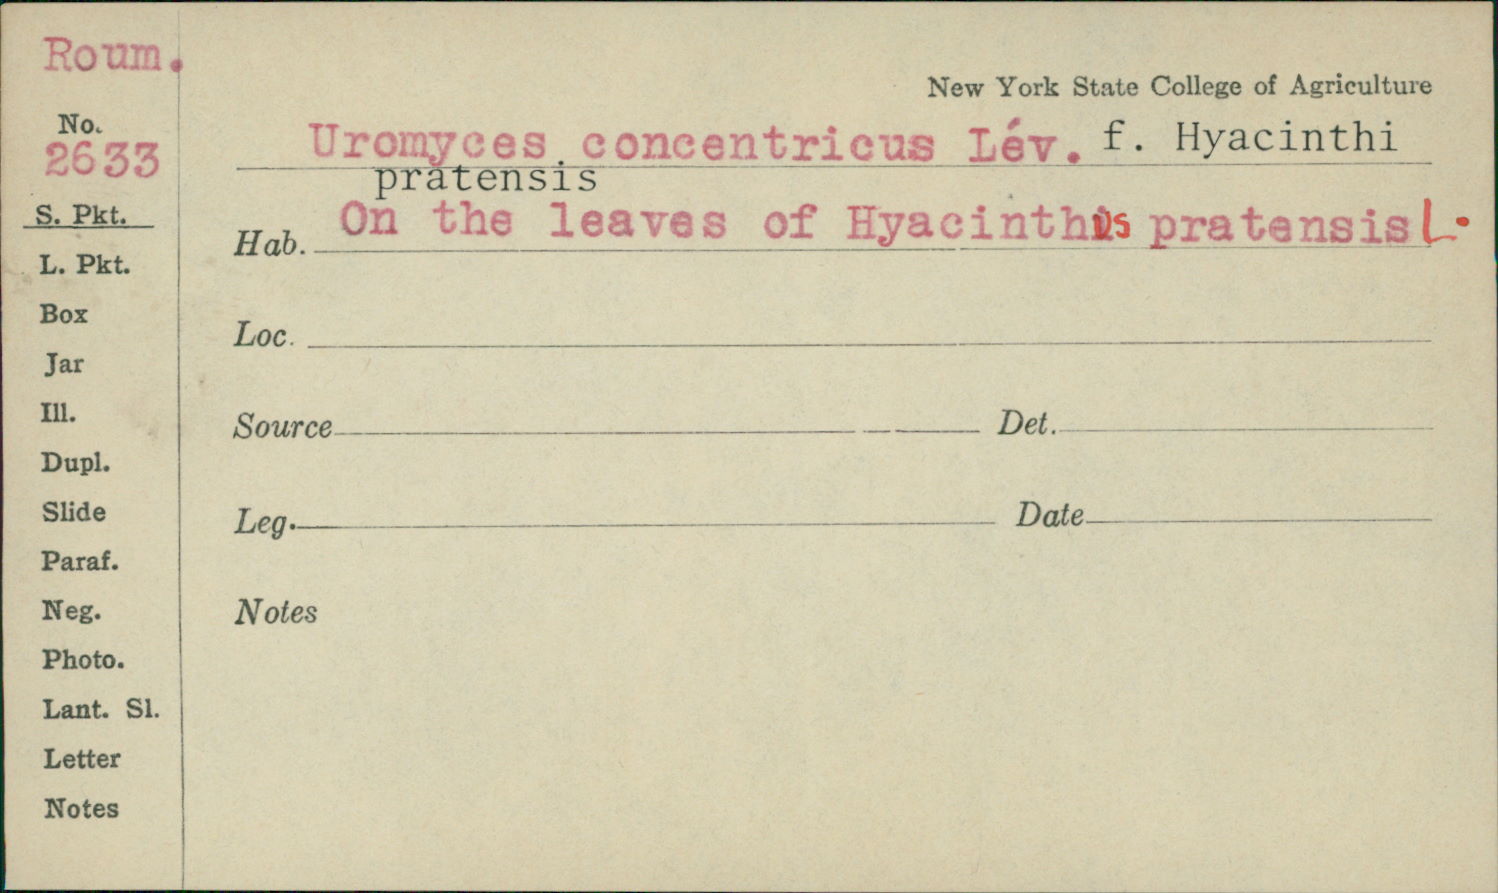 Roum.
New York State College of Agriculture
No.
2633
Uromyces concentricus Lév. f. Hyacinthi
pratensis
S. Pkt.
Hab. On the leaves of Hyacinthus pratensis L.
L. Pkt.
Box
Loc.
Jar
Ill.
Source Det.
Dupl.
Slide
Leg. Date
Paraf.
Neg.
Notes
Photo.
Lant. Sl.
Letter
Notes